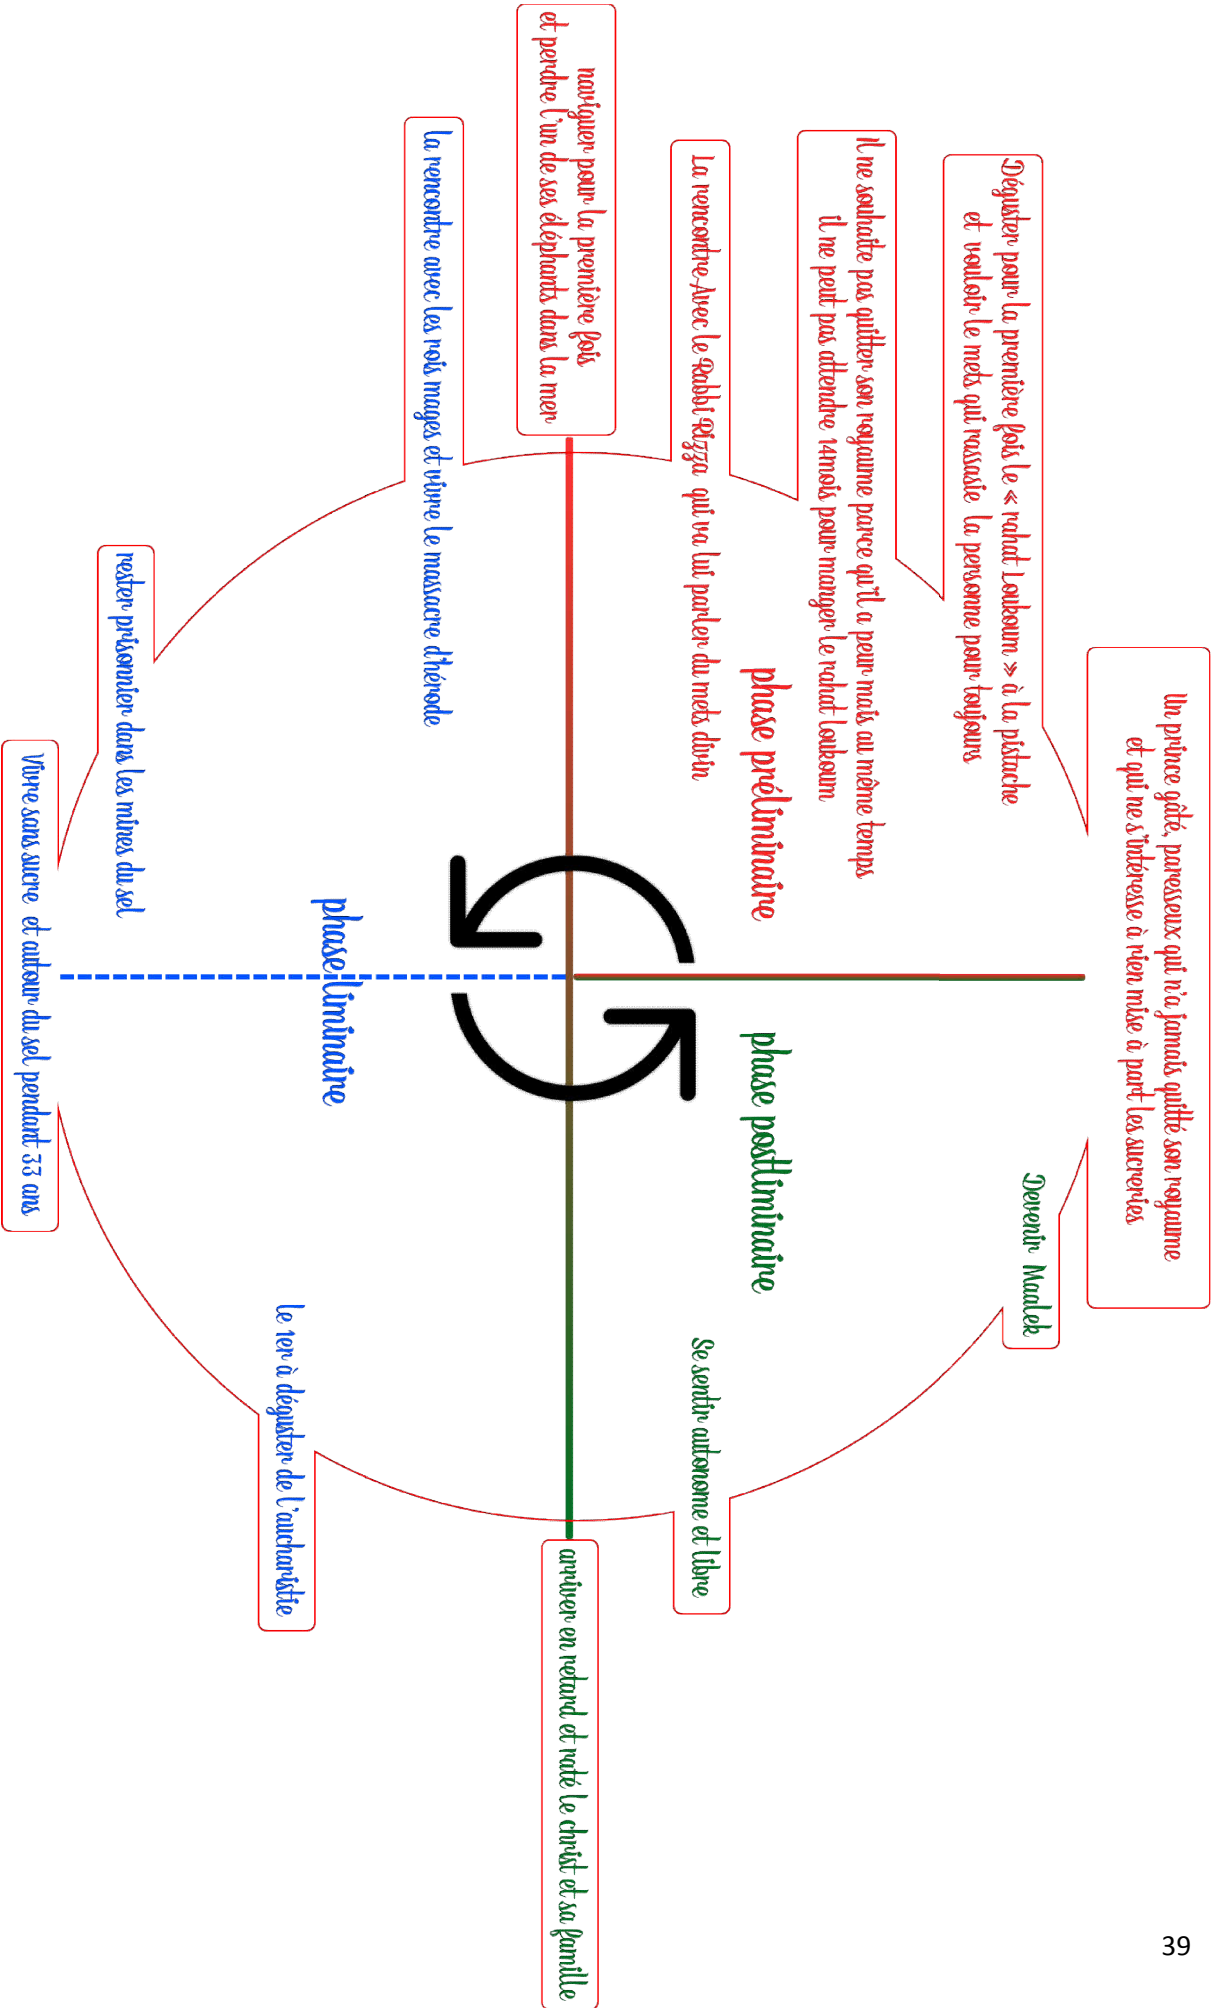 Un prince gâté, paresseux qui n'a jamais quitté son royaume
et qui ne s'intéresse à rien mise à part les sucreries
Déguster pour la première fois le « rahat Loukoum » à la pistache
et vouloir le mets qui rassasie la personne pour toujours
Il ne souhaite pas quitter son royaume parce qu'il a peur mais au même temps
il ne peut pas attendre 14mois pour manger le rahat loukoum
La rencontre Avec le Rabbi Rizza qui va lui parler du mets divin
naviguer pour la première fois
et perdre l'un de ses éléphants dans la mer
phase préliminaire
la rencontre avec les rois mages et vivre le massacre d'hérode
rester prisonnier dans les mines du sel
Vivre sans sucre et autour du sel pendant 33 ans
phase liminaire
le 1er à déguster de l'aucharistie
arriver en retard et raté le christ et sa famille
Se sentir autonome et libre
Devenir Maalek
phase postliminaire
39